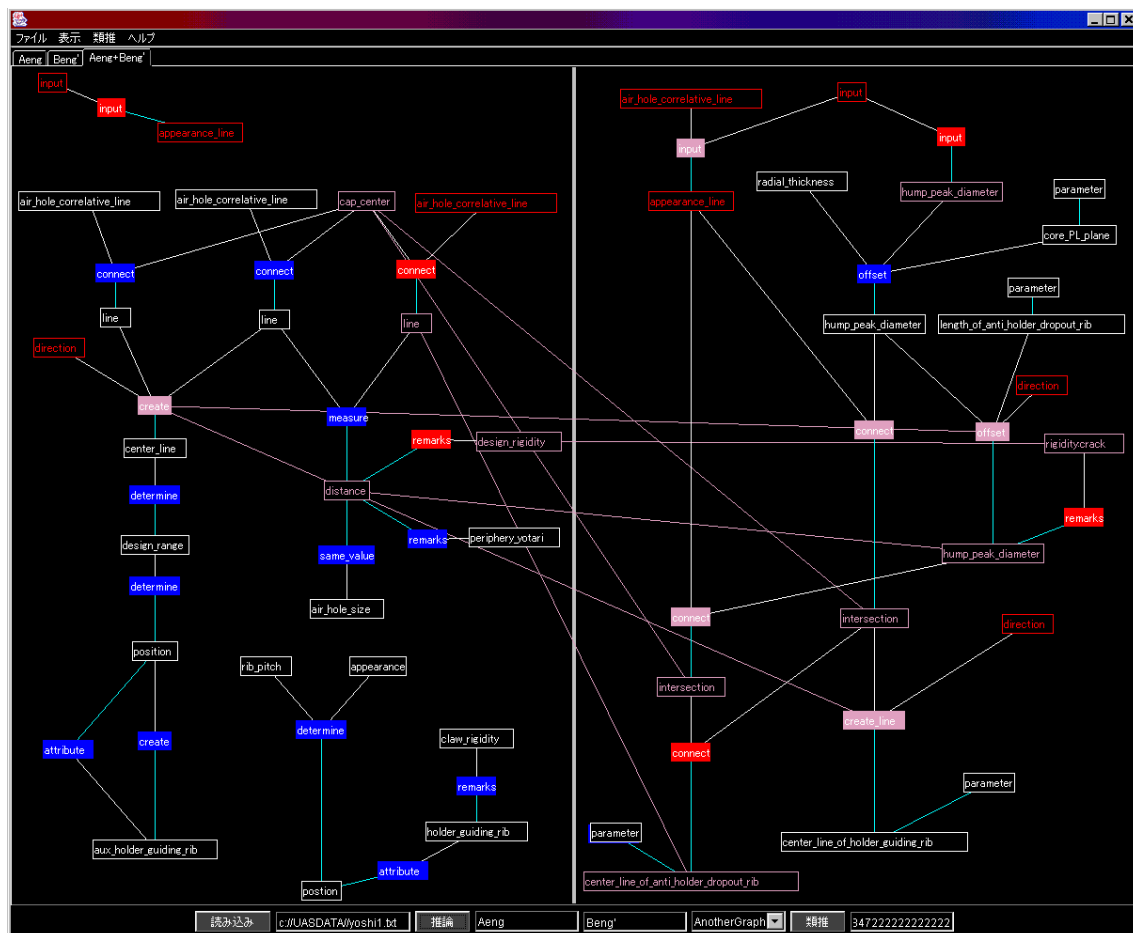 ファイル 表示 類推 ヘルプ
Aeng Beng' Aeng+Beng'
input
input
appearance_line
air_hole_correlative_line
air_hole_correlative_line
cap_center
air_hole_correlative_line
connect
connect
connect
line
line
line
direction
create
measure
center_line
remarks
design_rigidity
determine
distance
design_range
same_value
remarks
periphery_yotari
determine
air_hole_size
position
rib_pitch
appearance
attribute
create
determine
claw_rigidity
remarks
aux_holder_guiding_rib
holder_guiding_rib
attribute
postion
air_hole_correlative_line
input
input
input
radial_thickness
hump_peak_diameter
parameter
appearance_line
core_PL_plane
offset
parameter
hump_peak_diameter
length_of_anti_holder_dropout_rib
direction
connect
offset
rigidity:crack
remarks
hump_peak_diameter
connect
intersection
direction
intersection
create_line
connect
parameter
parameter
center_line_of_holder_guiding_rib
center_line_of_anti_holder_dropout_rib
読み込み c://UASDATA//yoshi1.txt 推論 Aeng Beng' AnotherGraph 類推 347222222222222